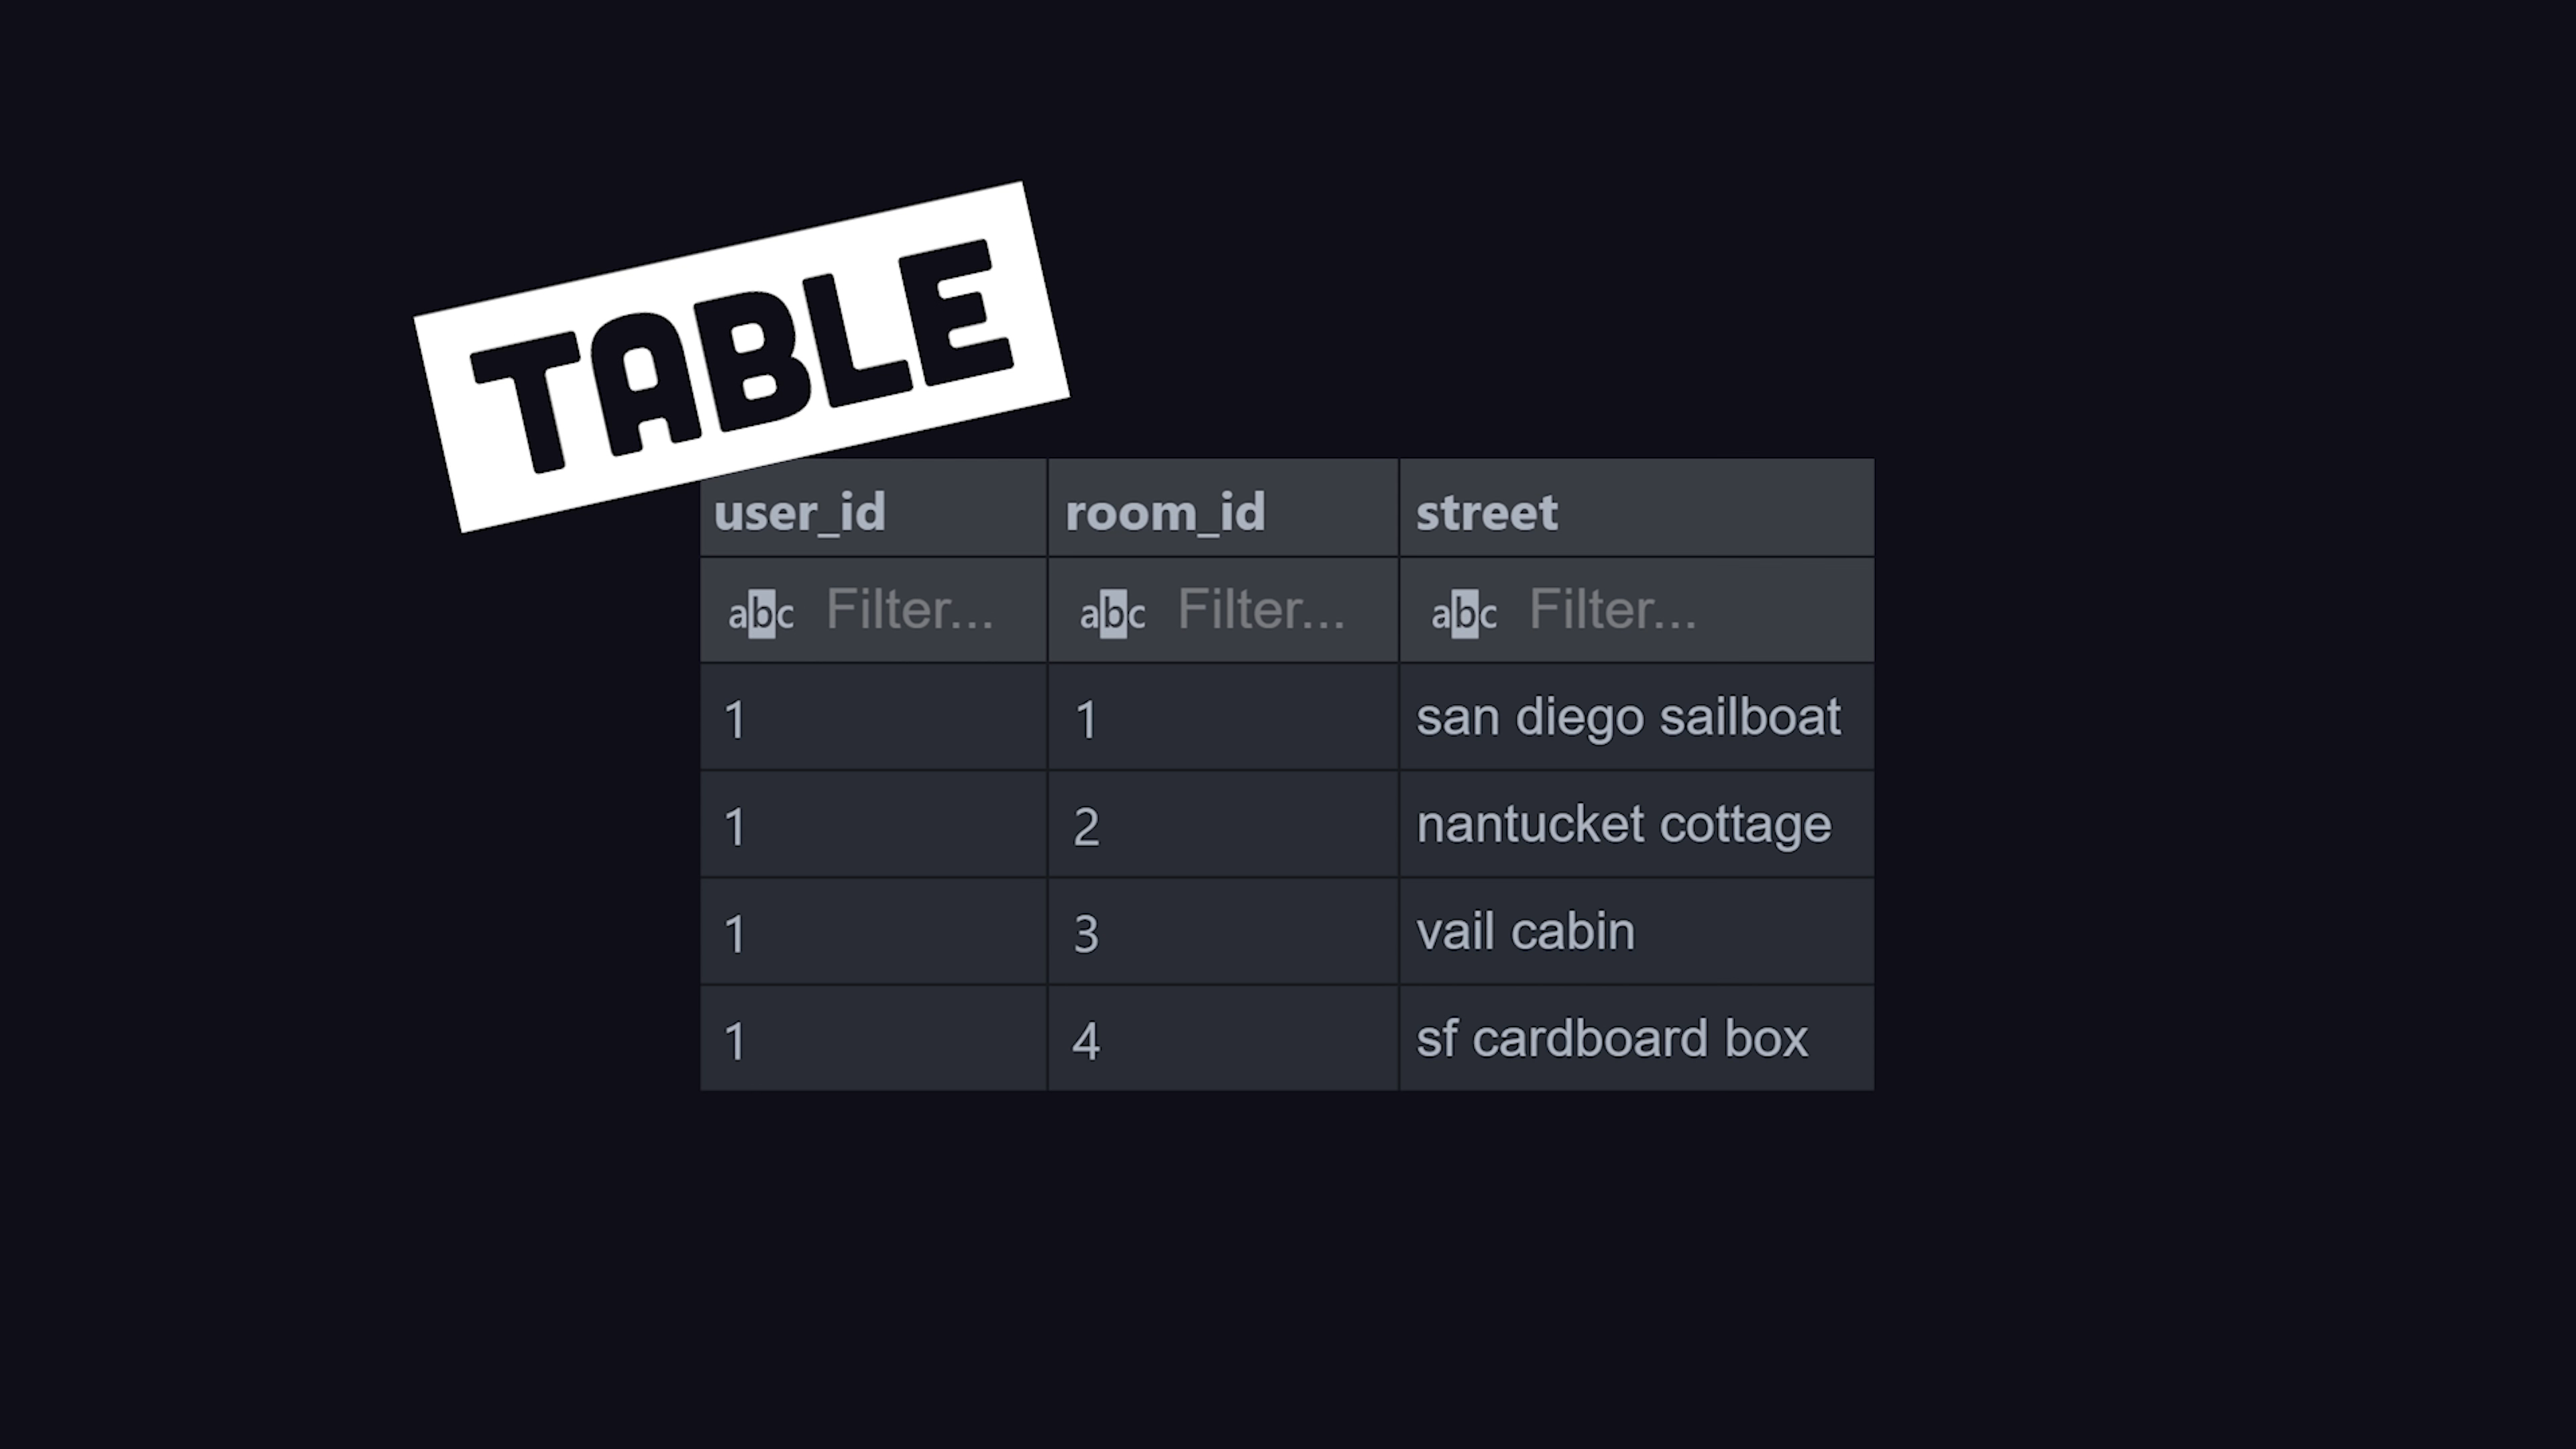 TABLE
user_id room_id street
abc Filter... abc Filter... abc Filter...
1 1 san diego sailboat
1 2 nantucket cottage
1 3 vail cabin
1 4 sf cardboard box